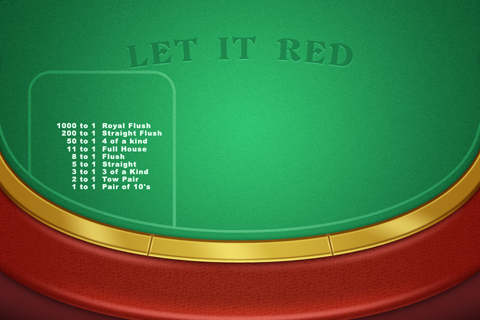 LET IT RED
1000 to 1 Royal Flush
200 to 1 Straight Flush
50 to 1 4 of a kind
11 to 1 Full House
8 to 1 Flush
5 to 1 Straight
3 to 1 3 of a Kind
2 to 1 Tow Pair
1 to 1 Pair of 10's